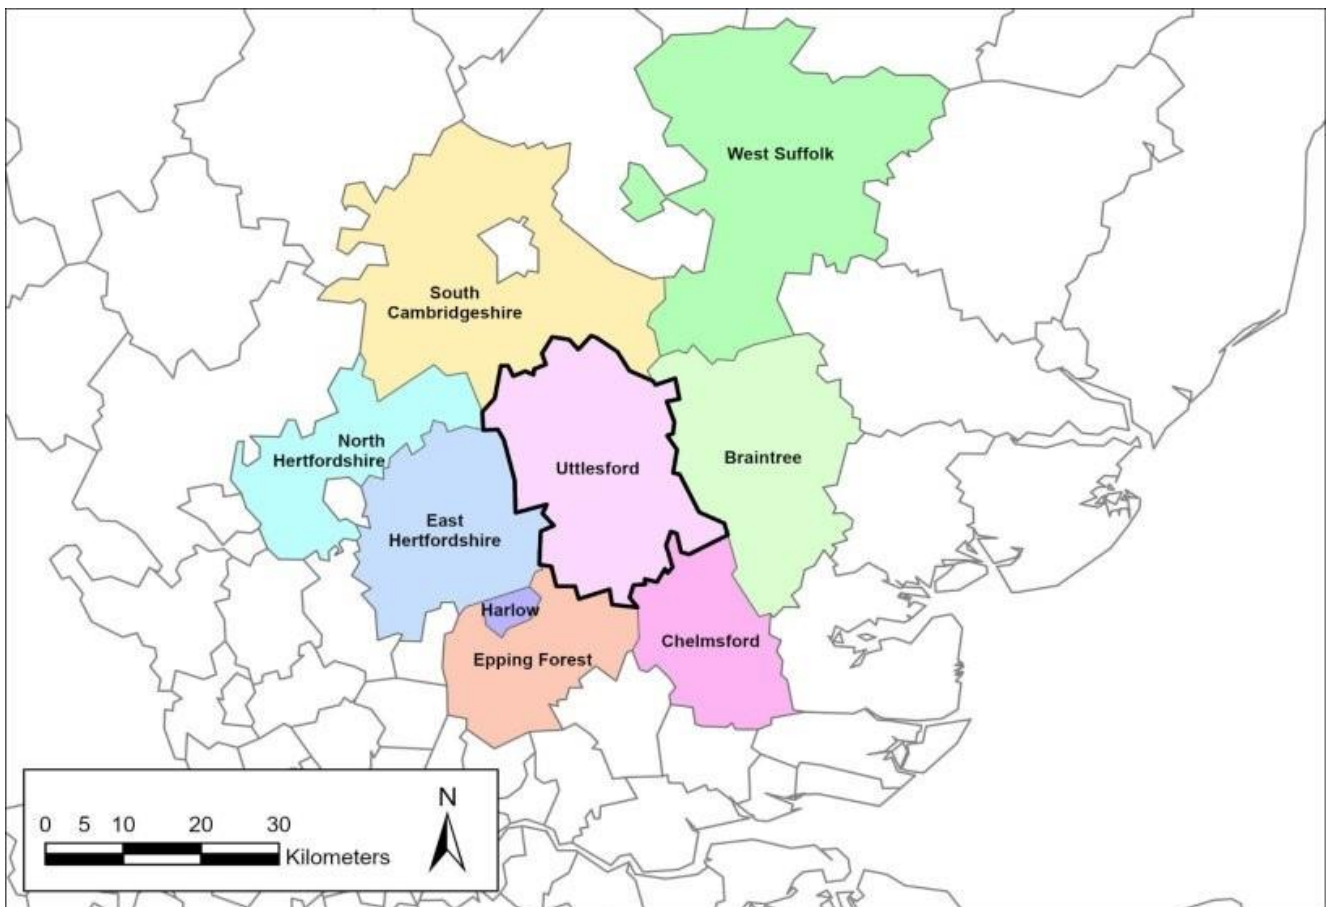 West Suffolk
South
Cambridgeshire
North
Hertfordshire
Uttlesford
Braintree
East
Hertfordshire
Harlow
Chelmsford
Epping Forest
N
0 5 10 20 30
Kilometers